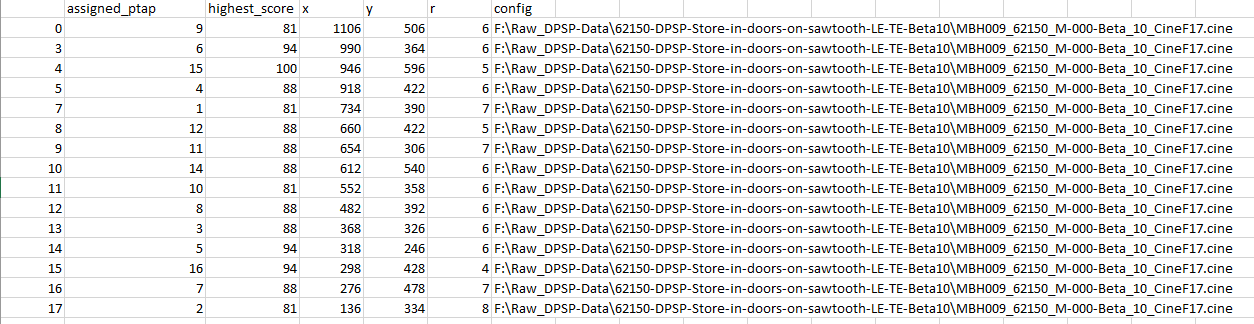 assigned_ptap highest_score x y r config
0 9 81 1106 506 6 F:\Raw_DPSP-Data\62150-DPSP-Store-in-doors-on-sawtooth-LE-TE-Beta10\MBH009_62150_M-000-Beta_10_CineF17.cine
3 6 94 990 364 6 F:\Raw_DPSP-Data\62150-DPSP-Store-in-doors-on-sawtooth-LE-TE-Beta10\MBH009_62150_M-000-Beta_10_CineF17.cine
4 15 100 946 596 5 F:\Raw_DPSP-Data\62150-DPSP-Store-in-doors-on-sawtooth-LE-TE-Beta10\MBH009_62150_M-000-Beta_10_CineF17.cine
5 4 88 918 422 6 F:\Raw_DPSP-Data\62150-DPSP-Store-in-doors-on-sawtooth-LE-TE-Beta10\MBH009_62150_M-000-Beta_10_CineF17.cine
7 1 81 734 390 7 F:\Raw_DPSP-Data\62150-DPSP-Store-in-doors-on-sawtooth-LE-TE-Beta10\MBH009_62150_M-000-Beta_10_CineF17.cine
8 12 88 660 422 5 F:\Raw_DPSP-Data\62150-DPSP-Store-in-doors-on-sawtooth-LE-TE-Beta10\MBH009_62150_M-000-Beta_10_CineF17.cine
9 11 88 654 306 7 F:\Raw_DPSP-Data\62150-DPSP-Store-in-doors-on-sawtooth-LE-TE-Beta10\MBH009_62150_M-000-Beta_10_CineF17.cine
10 14 88 612 540 6 F:\Raw_DPSP-Data\62150-DPSP-Store-in-doors-on-sawtooth-LE-TE-Beta10\MBH009_62150_M-000-Beta_10_CineF17.cine
11 10 81 552 358 6 F:\Raw_DPSP-Data\62150-DPSP-Store-in-doors-on-sawtooth-LE-TE-Beta10\MBH009_62150_M-000-Beta_10_CineF17.cine
12 8 88 482 392 6 F:\Raw_DPSP-Data\62150-DPSP-Store-in-doors-on-sawtooth-LE-TE-Beta10\MBH009_62150_M-000-Beta_10_CineF17.cine
13 3 88 368 326 6 F:\Raw_DPSP-Data\62150-DPSP-Store-in-doors-on-sawtooth-LE-TE-Beta10\MBH009_62150_M-000-Beta_10_CineF17.cine
14 5 94 318 246 6 F:\Raw_DPSP-Data\62150-DPSP-Store-in-doors-on-sawtooth-LE-TE-Beta10\MBH009_62150_M-000-Beta_10_CineF17.cine
15 16 94 298 428 4 F:\Raw_DPSP-Data\62150-DPSP-Store-in-doors-on-sawtooth-LE-TE-Beta10\MBH009_62150_M-000-Beta_10_CineF17.cine
16 7 88 276 478 7 F:\Raw_DPSP-Data\62150-DPSP-Store-in-doors-on-sawtooth-LE-TE-Beta10\MBH009_62150_M-000-Beta_10_CineF17.cine
17 2 81 136 334 8 F:\Raw_DPSP-Data\62150-DPSP-Store-in-doors-on-sawtooth-LE-TE-Beta10\MBH009_62150_M-000-Beta_10_CineF17.cine